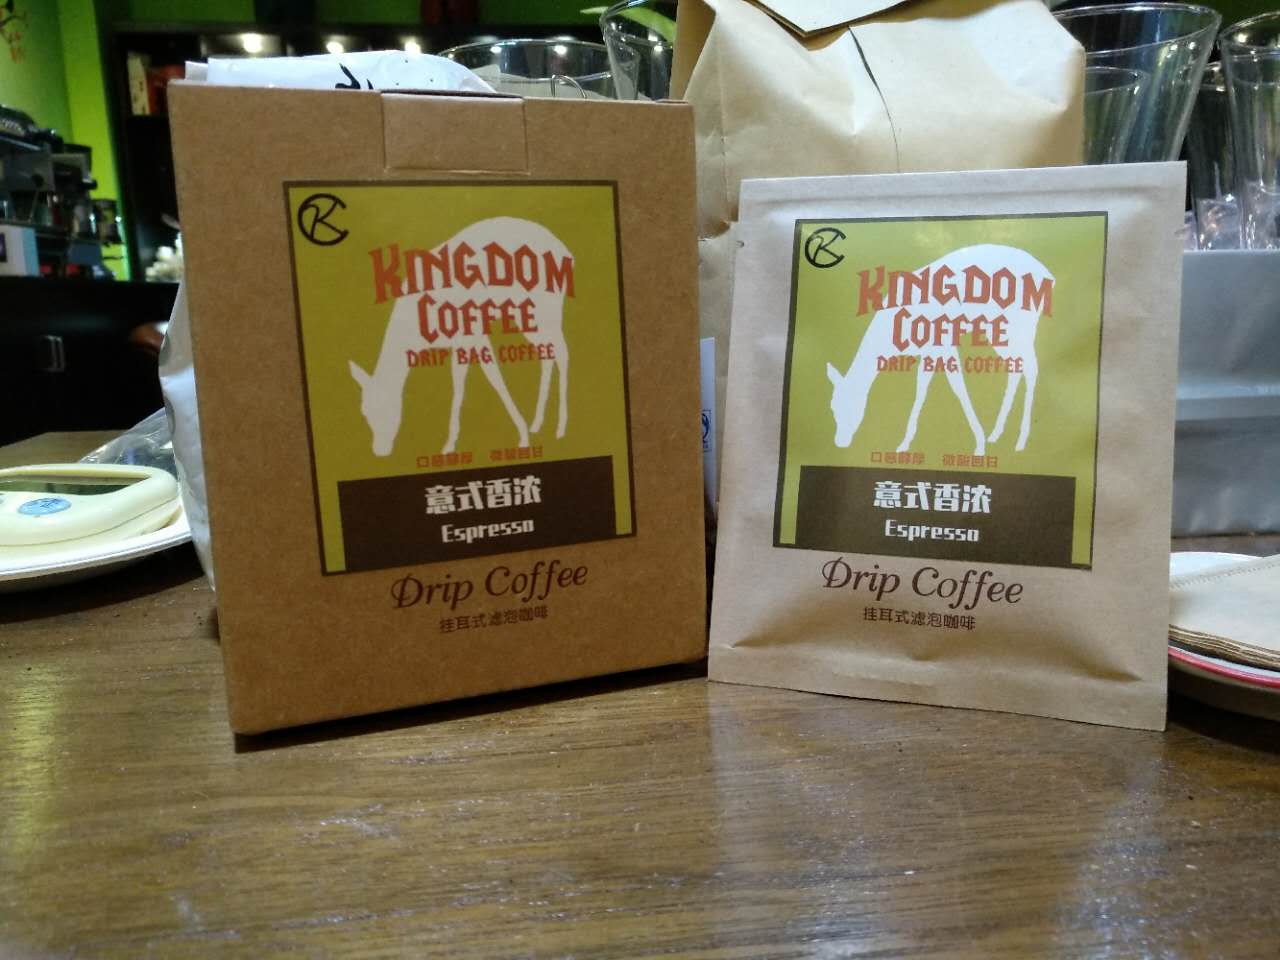 KINGDOM
COFFEE
DRIP BAG COFFEE
口感醇厚 微酸回甘
意式香浓
Espresso
Drip Coffee
挂耳式滤泡咖啡
KINGDOM
COFFEE
DRIP BAG COFFEE
口感醇厚 微酸回甘
意式香浓
Espresso
Drip Coffee
挂耳式滤泡咖啡